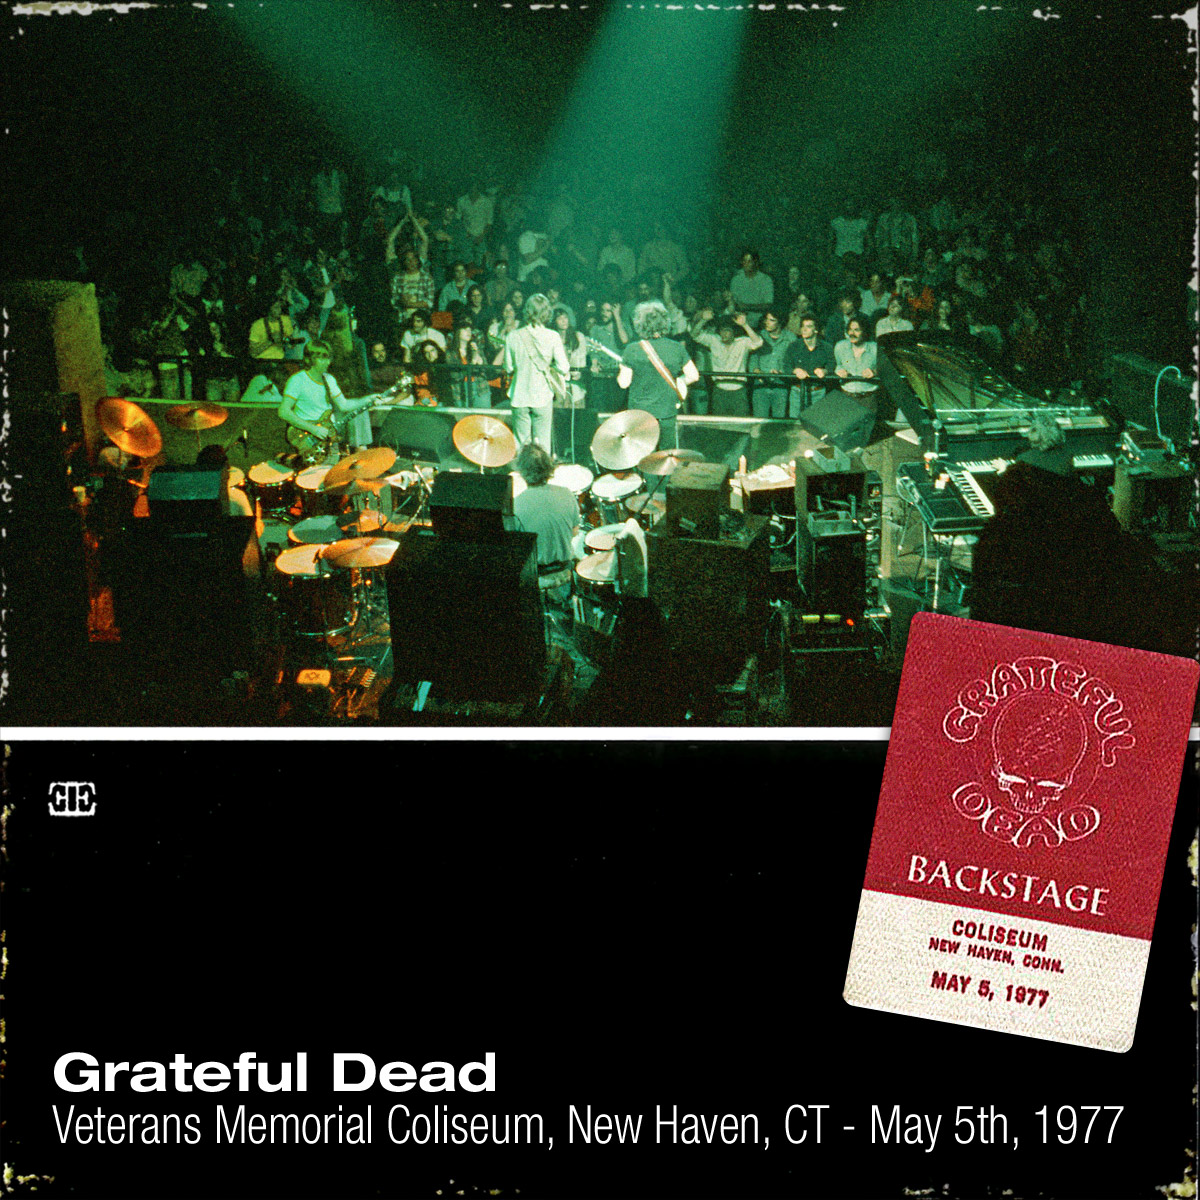 GRATEFUL
DEAD
BACKSTAGE
COLISEUM
NEW HAVEN, CONN.
MAY 5, 1977
Grateful Dead
Veterans Memorial Coliseum, New Haven, CT - May 5th, 1977